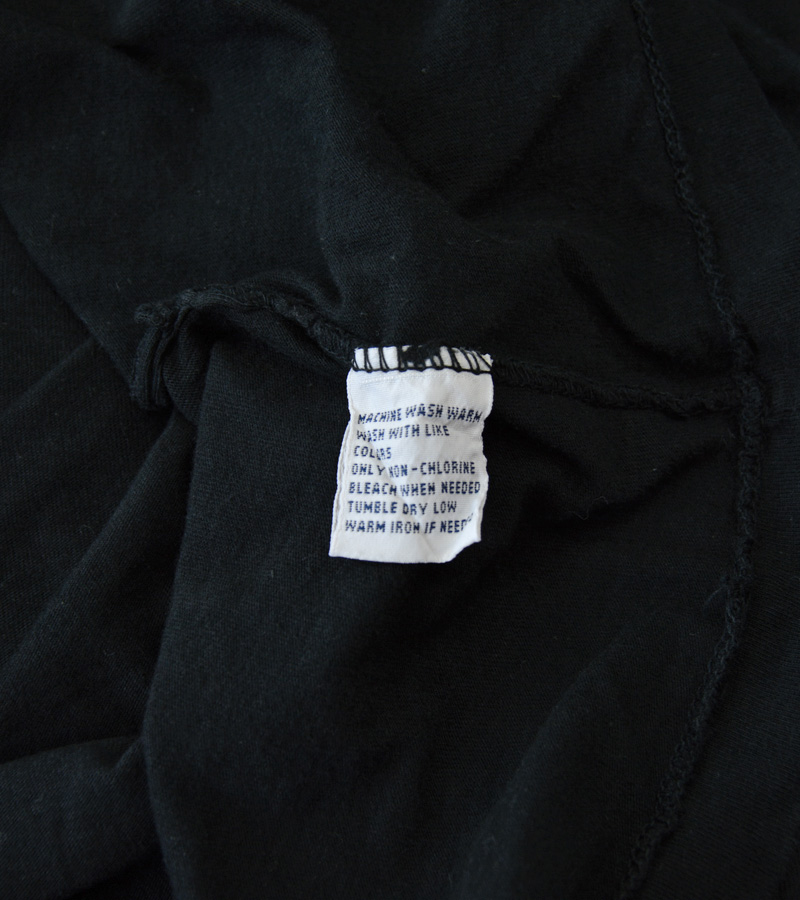 MACHINE WASH WARM
WASH WITH LIKE
COLORS
ONLY NON-CHLORINE
BLEACH WHEN NEEDED
TUMBLE DRY LOW
WARM IRON IF NEED